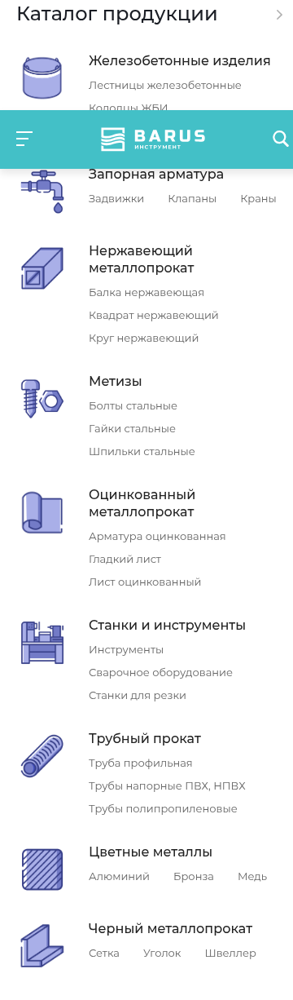 Каталог продукции
Железобетонные изделия
Лестницы железобетонные
Колодцы ЖБИ
BARUS
ИНСТРУМЕНТ
Запорная арматура
Задвижки Клапаны Краны
Нержавеющий
металлопрокат
Балка нержавеющая
Квадрат нержавеющий
Круг нержавеющий
Метизы
Болты стальные
Гайки стальные
Шпильки стальные
Оцинкованный
металлопрокат
Арматура оцинкованная
Гладкий лист
Лист оцинкованный
Станки и инструменты
Инструменты
Сварочное оборудование
Станки для резки
Трубный прокат
Труба профильная
Трубы напорные ПВХ, НПВХ
Трубы полипропиленовые
Цветные металлы
Алюминий Бронза Медь
Черный металлопрокат
Сетка Уголок Швеллер